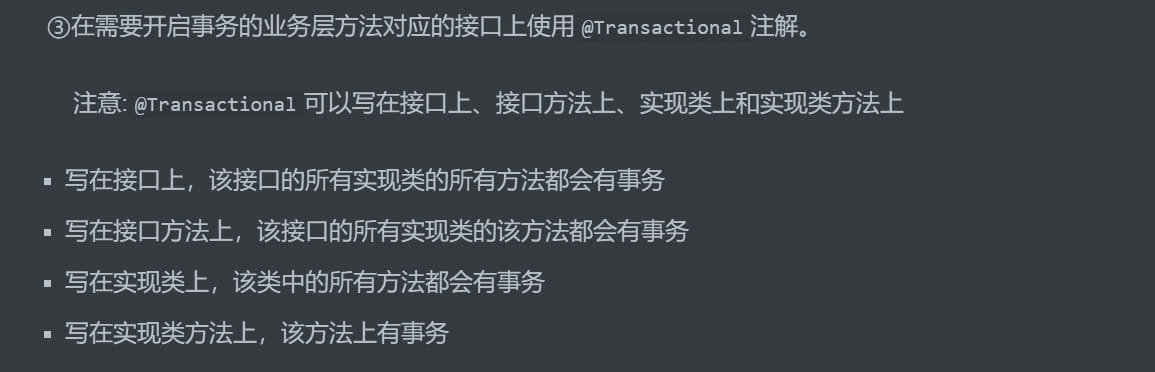 ③在需要开启事务的业务层方法对应的接口上使用 @Transactional 注解。
注意: @Transactional 可以写在接口上、接口方法上、实现类上和实现类方法上
▪ 写在接口上，该接口的所有实现类的所有方法都会有事务
▪ 写在接口方法上，该接口的所有实现类的该方法都会有事务
▪ 写在实现类上，该类中的所有方法都会有事务
▪ 写在实现类方法上，该方法上有事务